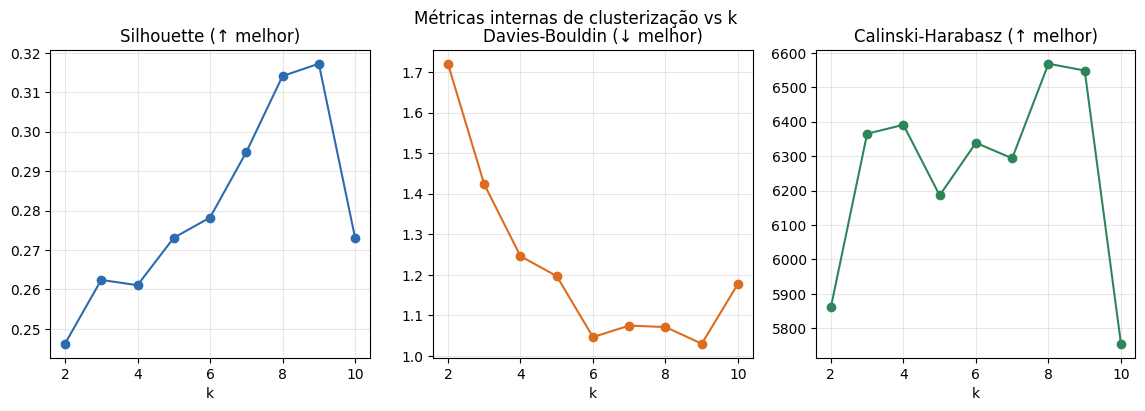 Métricas internas de clusterização vs k
Silhouette (↑ melhor)
0.32
0.31
0.30
0.29
0.28
0.27
0.26
0.25
2 4 6 8 10
k
Davies-Bouldin (↓ melhor)
1.7
1.6
1.5
1.4
1.3
1.2
1.1
1.0
2 4 6 8 10
k
Calinski-Harabasz (↑ melhor)
6600
6500
6400
6300
6200
6100
6000
5900
5800
2 4 6 8 10
k